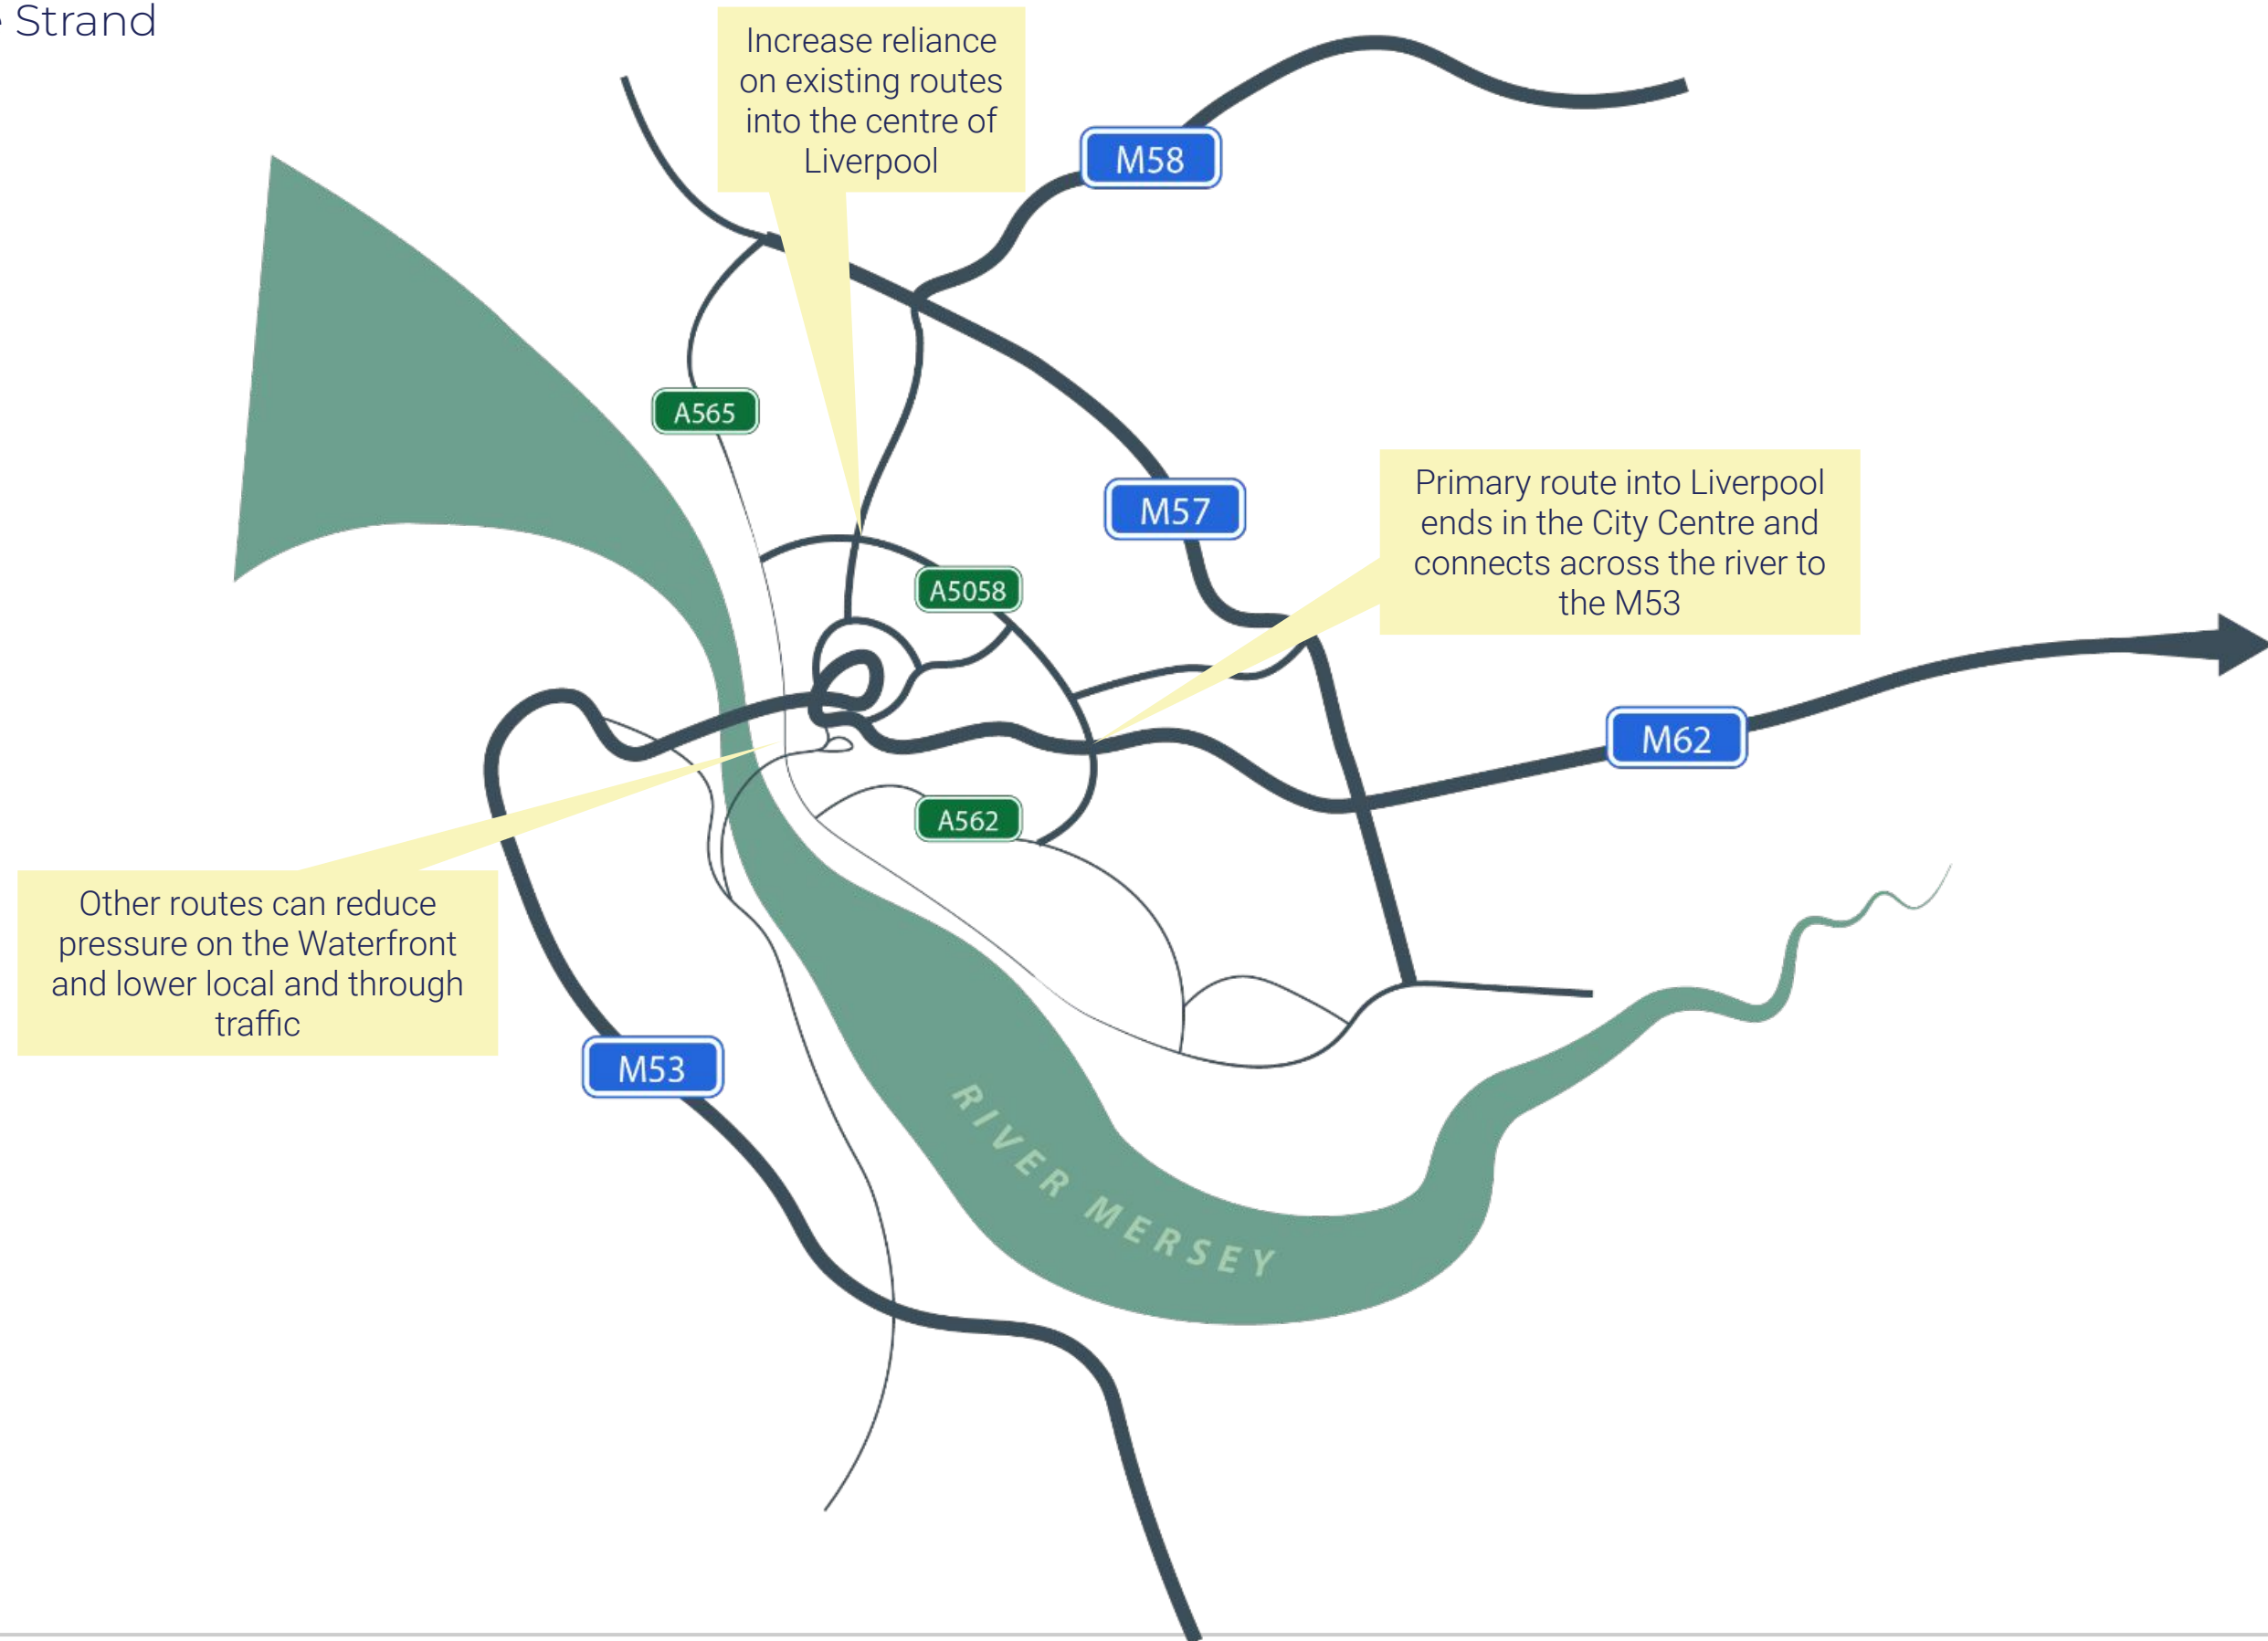 Strand
Increase reliance
on existing routes
into the centre of
Liverpool
M58
A565
M57
Primary route into Liverpool
ends in the City Centre and
connects across the river to
the M53
A5058
M62
A562
Other routes can reduce
pressure on the Waterfront
and lower local and through
traffic
M53
RIVER MERSEY